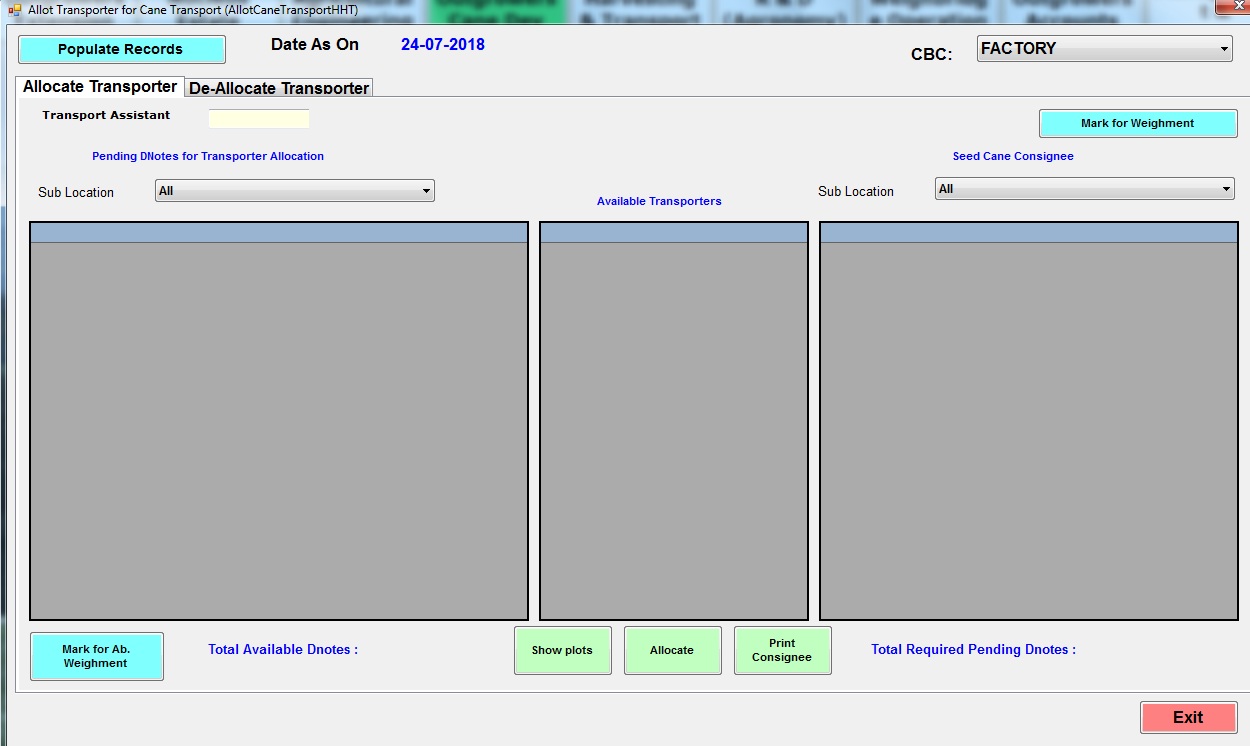 Allot Transporter for Cane Transport (AllotCaneTransportHHT)
Populate Records
Date As On
24-07-2018
CBC:
FACTORY
Allocate Transporter
De-Allocate Transporter
Transport Assistant
Mark for Weighment
Pending DNotes for Transporter Allocation
Seed Cane Consignee
Sub Location
All
Available Transporters
Sub Location
All
Mark for Ab.
Weighment
Total Available Dnotes :
Show plots
Allocate
Print
Consignee
Total Required Pending Dnotes :
Exit